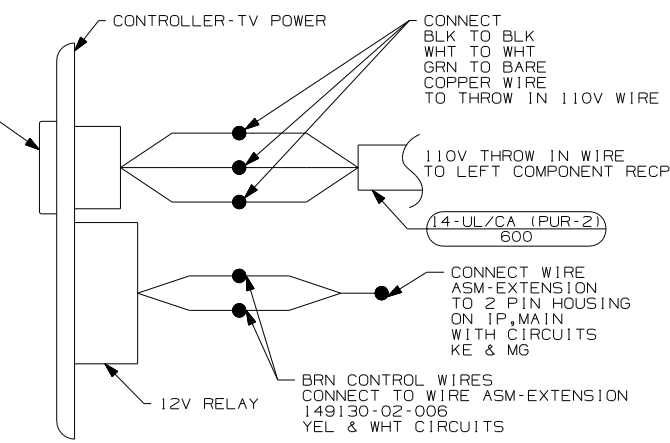 CONTROLLER-TV POWER
CONNECT
BLK TO BLK
WHT TO WHT
GRN TO BARE
COPPER WIRE
TO THROW IN 110V WIRE
110V THROW IN WIRE
TO LEFT COMPONENT RECP
14-UL/CA (PUR-2)
600
CONNECT WIRE
ASM-EXTENSION
TO 2 PIN HOUSING
ON IP,MAIN
WITH CIRCUITS
KE & MG
BRN CONTROL WIRES
CONNECT TO WIRE ASM-EXTENSION
149130-02-006
YEL & WHT CIRCUITS
12V RELAY